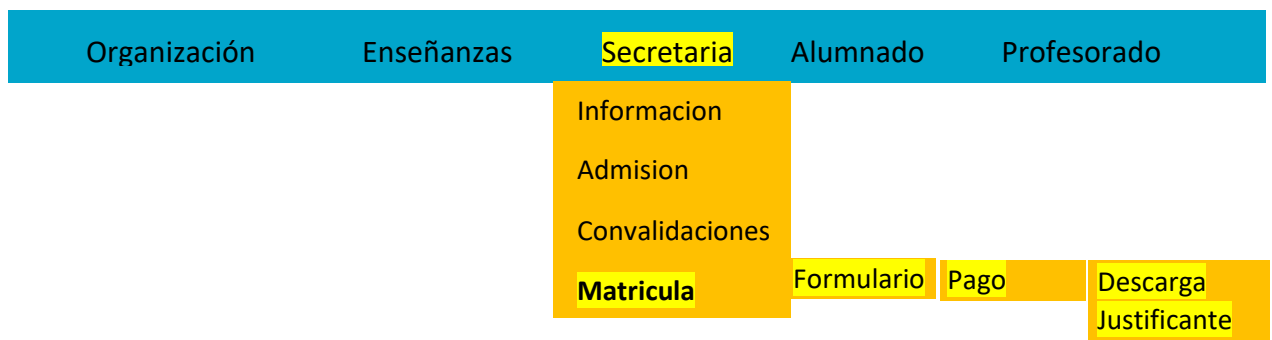 Organización Enseñanzas Secretaria Alumnado Profesorado
Informacion
Admision
Convalidaciones
Matricula Formulario Pago Descarga
Justificante